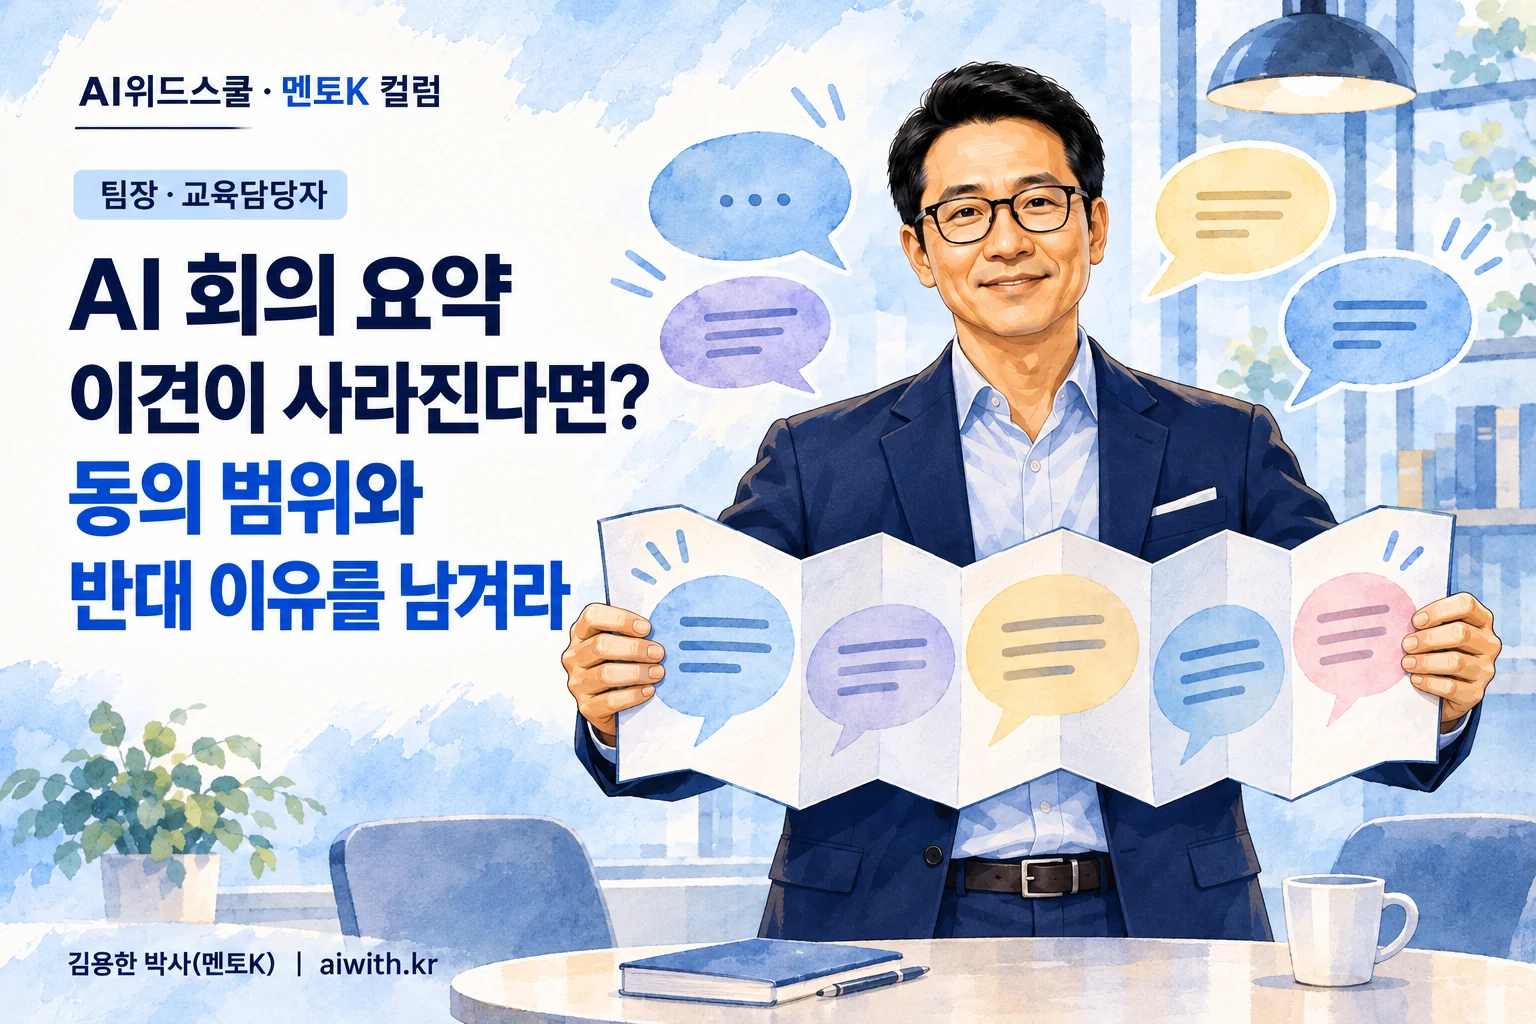 AI위드스쿨 · 멘토K 컬럼
팀장 · 교육담당자
AI 회의 요약
이견이 사라진다면?
동의 범위와
반대 이유를 남겨라
김용한 박사(멘토K) | aiwith.kr